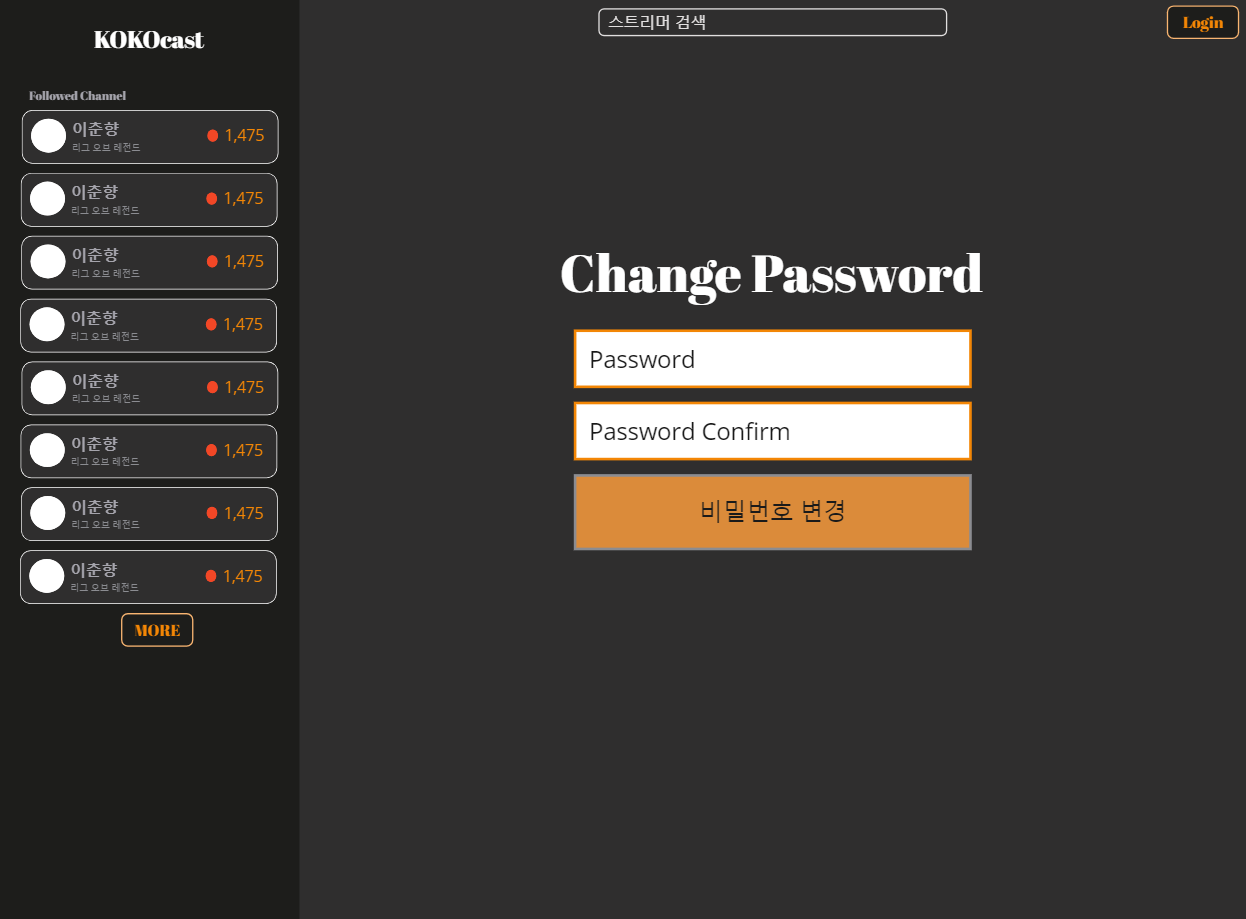 KOKOcast
스트리머 검색
Login
Followed Channel
이춘향
리그 오브 레전드
1,475
이춘향
리그 오브 레전드
1,475
이춘향
리그 오브 레전드
1,475
이춘향
리그 오브 레전드
1,475
이춘향
리그 오브 레전드
1,475
이춘향
리그 오브 레전드
1,475
이춘향
리그 오브 레전드
1,475
이춘향
리그 오브 레전드
1,475
MORE
Change Password
Password
Password Confirm
비밀번호 변경